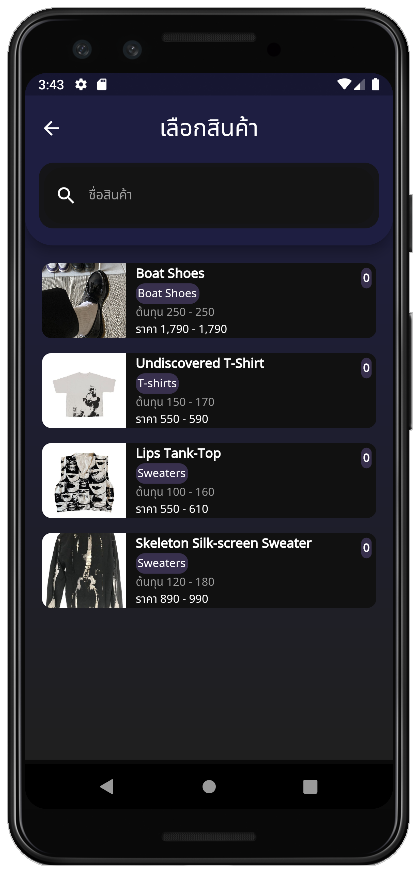 3:43
เลือกสินค้า
ชื่อสินค้า
Boat Shoes
0
Boat Shoes
ต้นทุน 250 - 250
ราคา 1,790 - 1,790
Undiscovered T-Shirt
0
T-shirts
ต้นทุน 150 - 170
ราคา 550 - 590
Lips Tank-Top
0
Sweaters
ต้นทุน 100 - 160
ราคา 550 - 610
Skeleton Silk-screen Sweater
0
Sweaters
ต้นทุน 120 - 180
ราคา 890 - 990